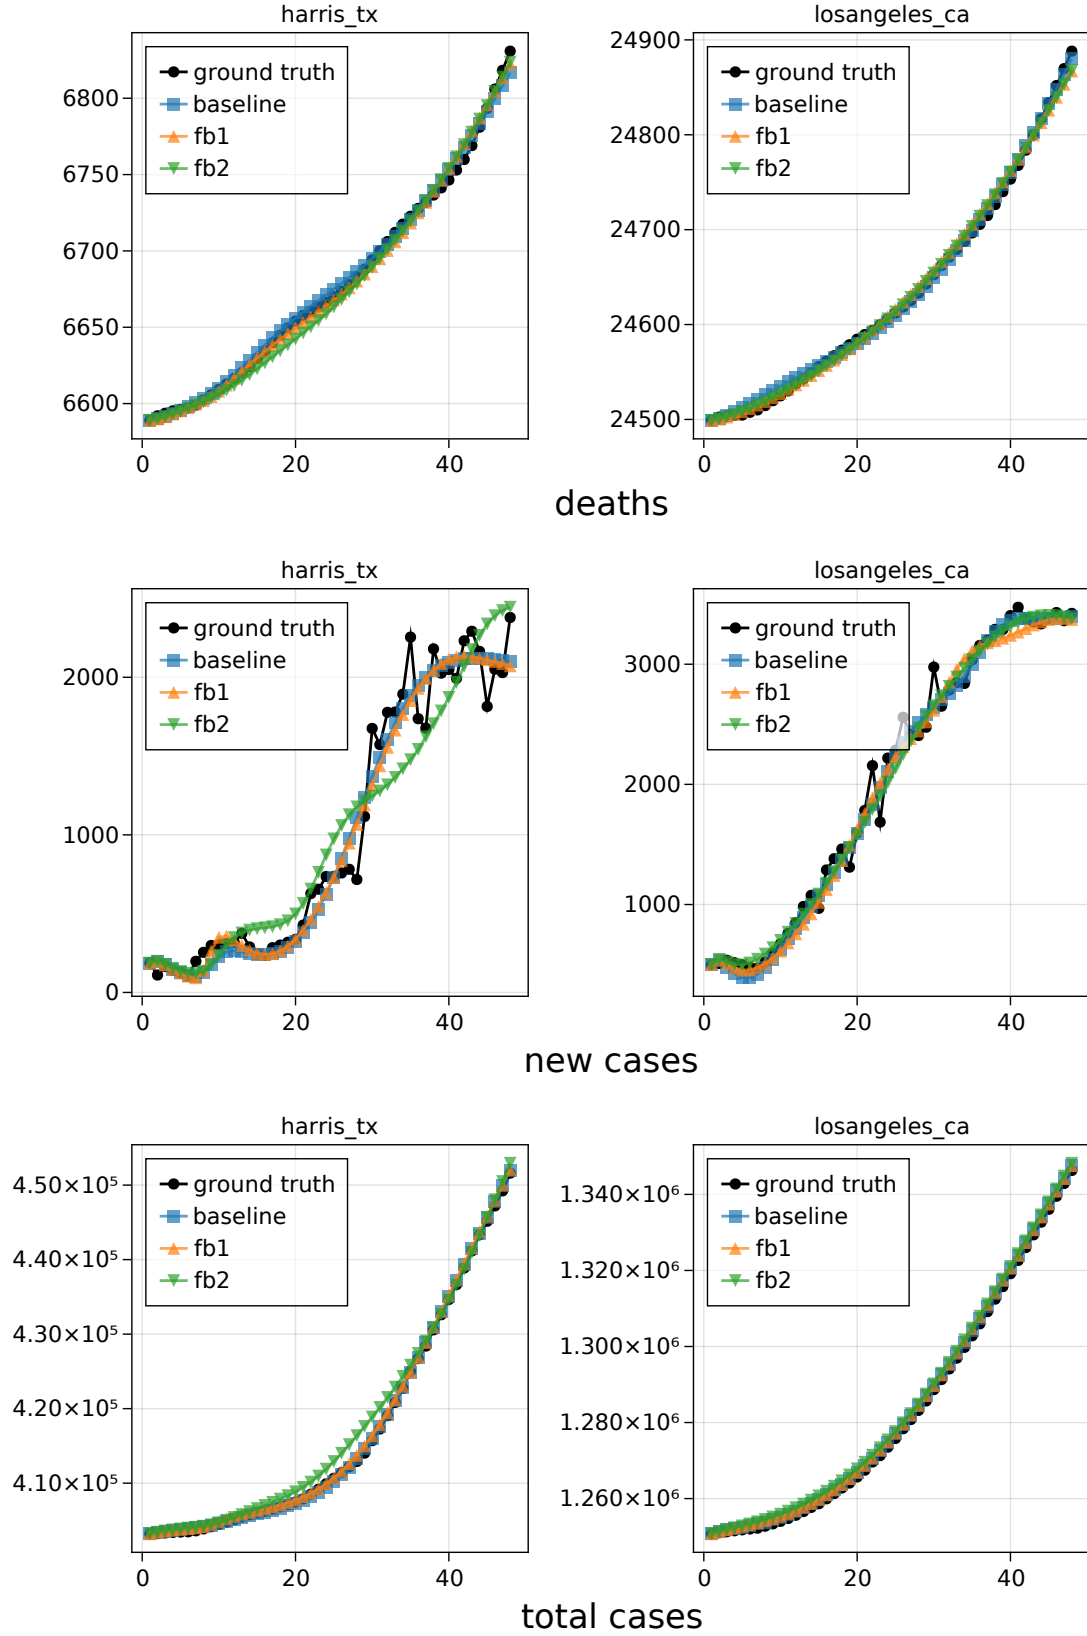 harris_tx
losangeles_ca
ground truth
baseline
fb1
fb2
6800
6750
6700
6650
6600
0 20 40
ground truth
baseline
fb1
fb2
24900
24800
24700
24600
24500
0 20 40
deaths
harris_tx
losangeles_ca
ground truth
baseline
fb1
fb2
2000
1000
0
0 20 40
ground truth
baseline
fb1
fb2
3000
2000
1000
0 20 40
new cases
harris_tx
losangeles_ca
ground truth
baseline
fb1
fb2
4.50×10⁵
4.40×10⁵
4.30×10⁵
4.20×10⁵
4.10×10⁵
0 20 40
ground truth
baseline
fb1
fb2
1.340×10⁶
1.320×10⁶
1.300×10⁶
1.280×10⁶
1.260×10⁶
0 20 40
total cases